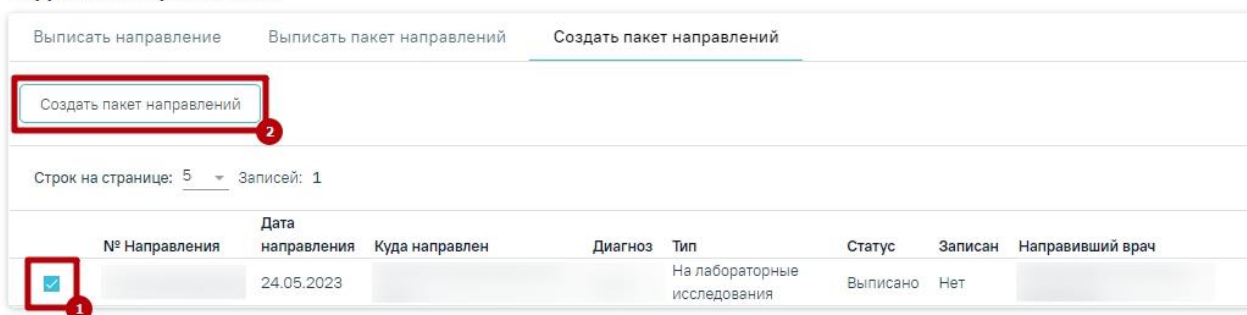 Выписать направление Выписать пакет направлений Создать пакет направлений
Создать пакет направлений
2
Строк на странице: 5 Записей: 1
№ Направления Дата направления Куда направлен Диагноз Тип Статус Записан Направивший врач
24.05.2023 На лабораторные исследования Выписано Нет
1